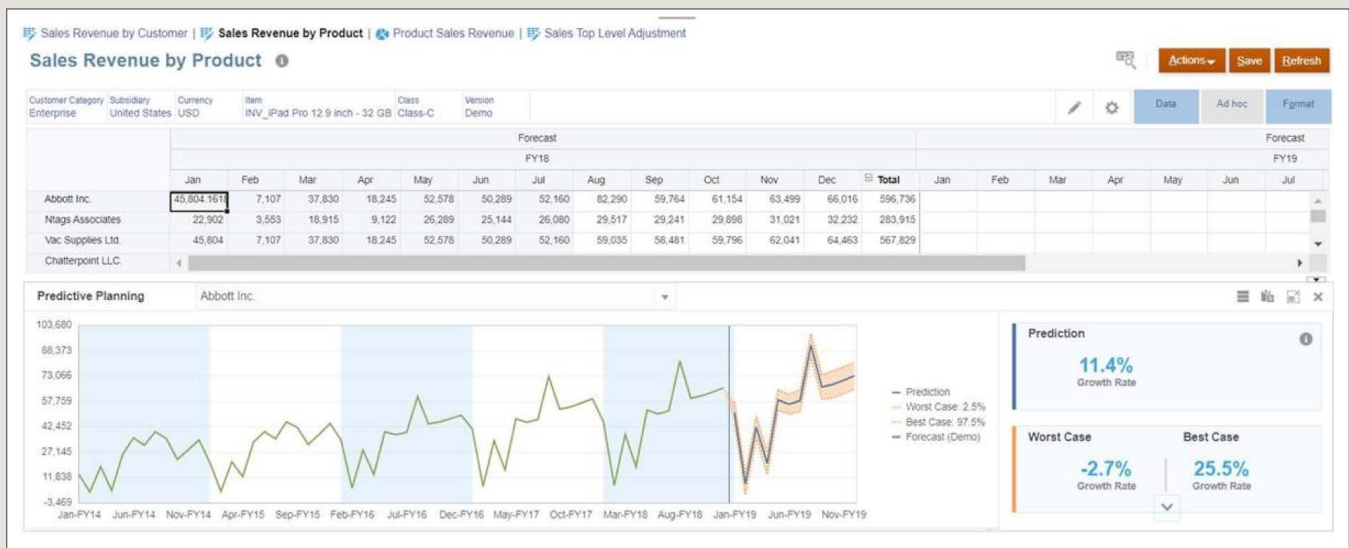 Sales Revenue by Customer | Sales Revenue by Product | Product Sales Revenue | Sales Top Level Adjustment
Sales Revenue by Product
Actions Save Refresh
Customer Category Subsidiary Currency Item Class Version
Enterprise United States USD INV_iPad Pro 12.9 inch - 32 GB Class-C Demo
Data Ad hoc Format
Forecast Forecast
FY18 FY19
Jan Feb Mar Apr May Jun Jul Aug Sep Oct Nov Dec Total Jan Feb Mar Apr May Jun Jul
Abbott Inc. 45,804.1618 7,107 37,830 18,245 52,578 50,289 52,160 82,290 59,764 61,154 63,499 66,016 596,736
Ntags Associates 22,902 3,553 18,915 9,122 26,289 25,144 26,080 29,517 29,241 29,898 31,021 32,232 283,915
Vac Supplies Ltd. 45,804 7,107 37,830 18,245 52,578 50,289 52,160 59,035 58,481 59,796 62,041 64,463 567,829
Chatterpoint LLC.
Predictive Planning Abbott Inc.
103,680
88,373
73,066
57,759
42,452
27,145
11,838
-3,469
Jan-FY14 Jun-FY14 Nov-FY14 Apr-FY15 Sep-FY15 Feb-FY16 Jul-FY16 Dec-FY16 May-FY17 Oct-FY17 Mar-FY18 Aug-FY18 Jan-FY19 Jun-FY19 Nov-FY19
Prediction
Worst Case: 2.5%
Best Case: 97.5%
Forecast (Demo)
Prediction
11.4%
Growth Rate
Worst Case Best Case
-2.7% 25.5%
Growth Rate Growth Rate